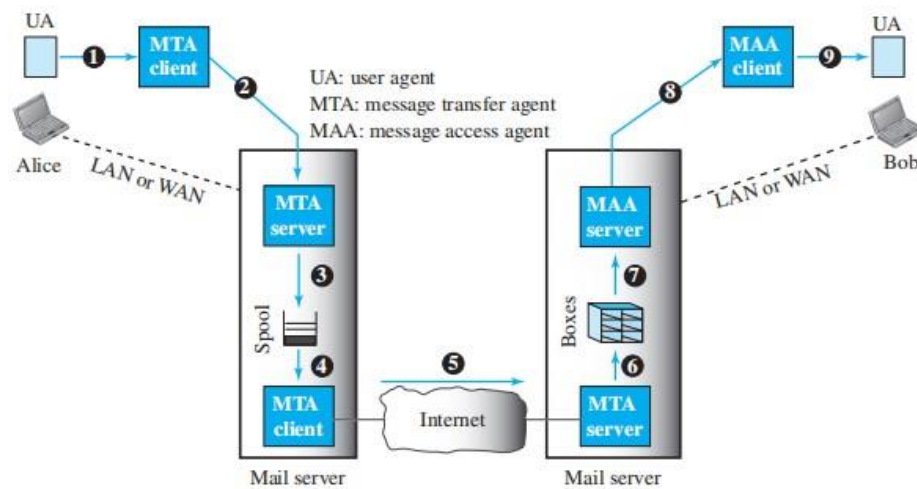 UA
UA
1
MTA
client
2
UA: user agent
MTA: message transfer agent
MAA: message access agent
8
MAA
client
9
Alice
LAN or WAN
Bob
LAN or WAN
MTA
server
3
Spool
4
MTA
client
Mail server
5
Internet
MAA
server
7
Boxes
6
MTA
server
Mail server